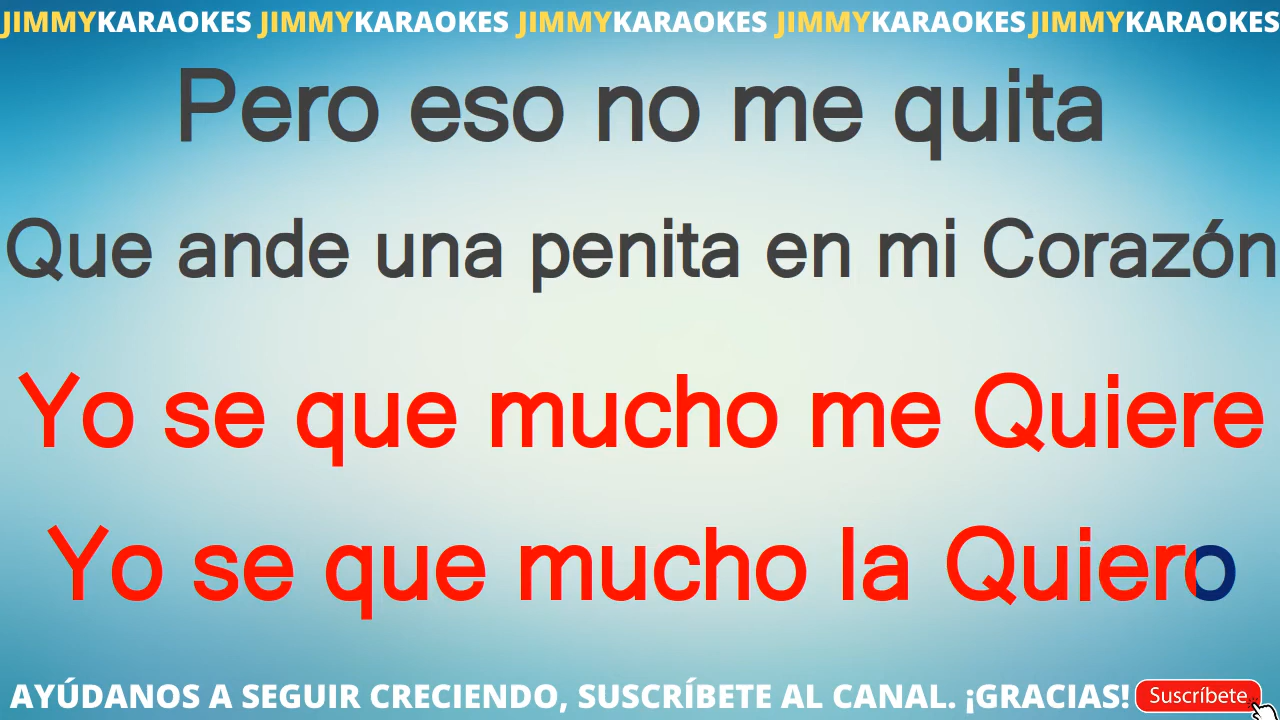 JIMMYKARAOKES JIMMYKARAOKES JIMMYKARAOKES JIMMYKARAOKES JIMMYKARAOKES
Pero eso no me quita
Que ande una penita en mi Corazón
Yo se que mucho me Quiere
Yo se que mucho la Quiero
AYÚDANOS A SEGUIR CRECIENDO, SUSCRÍBETE AL CANAL. ¡GRACIAS! Suscríbete